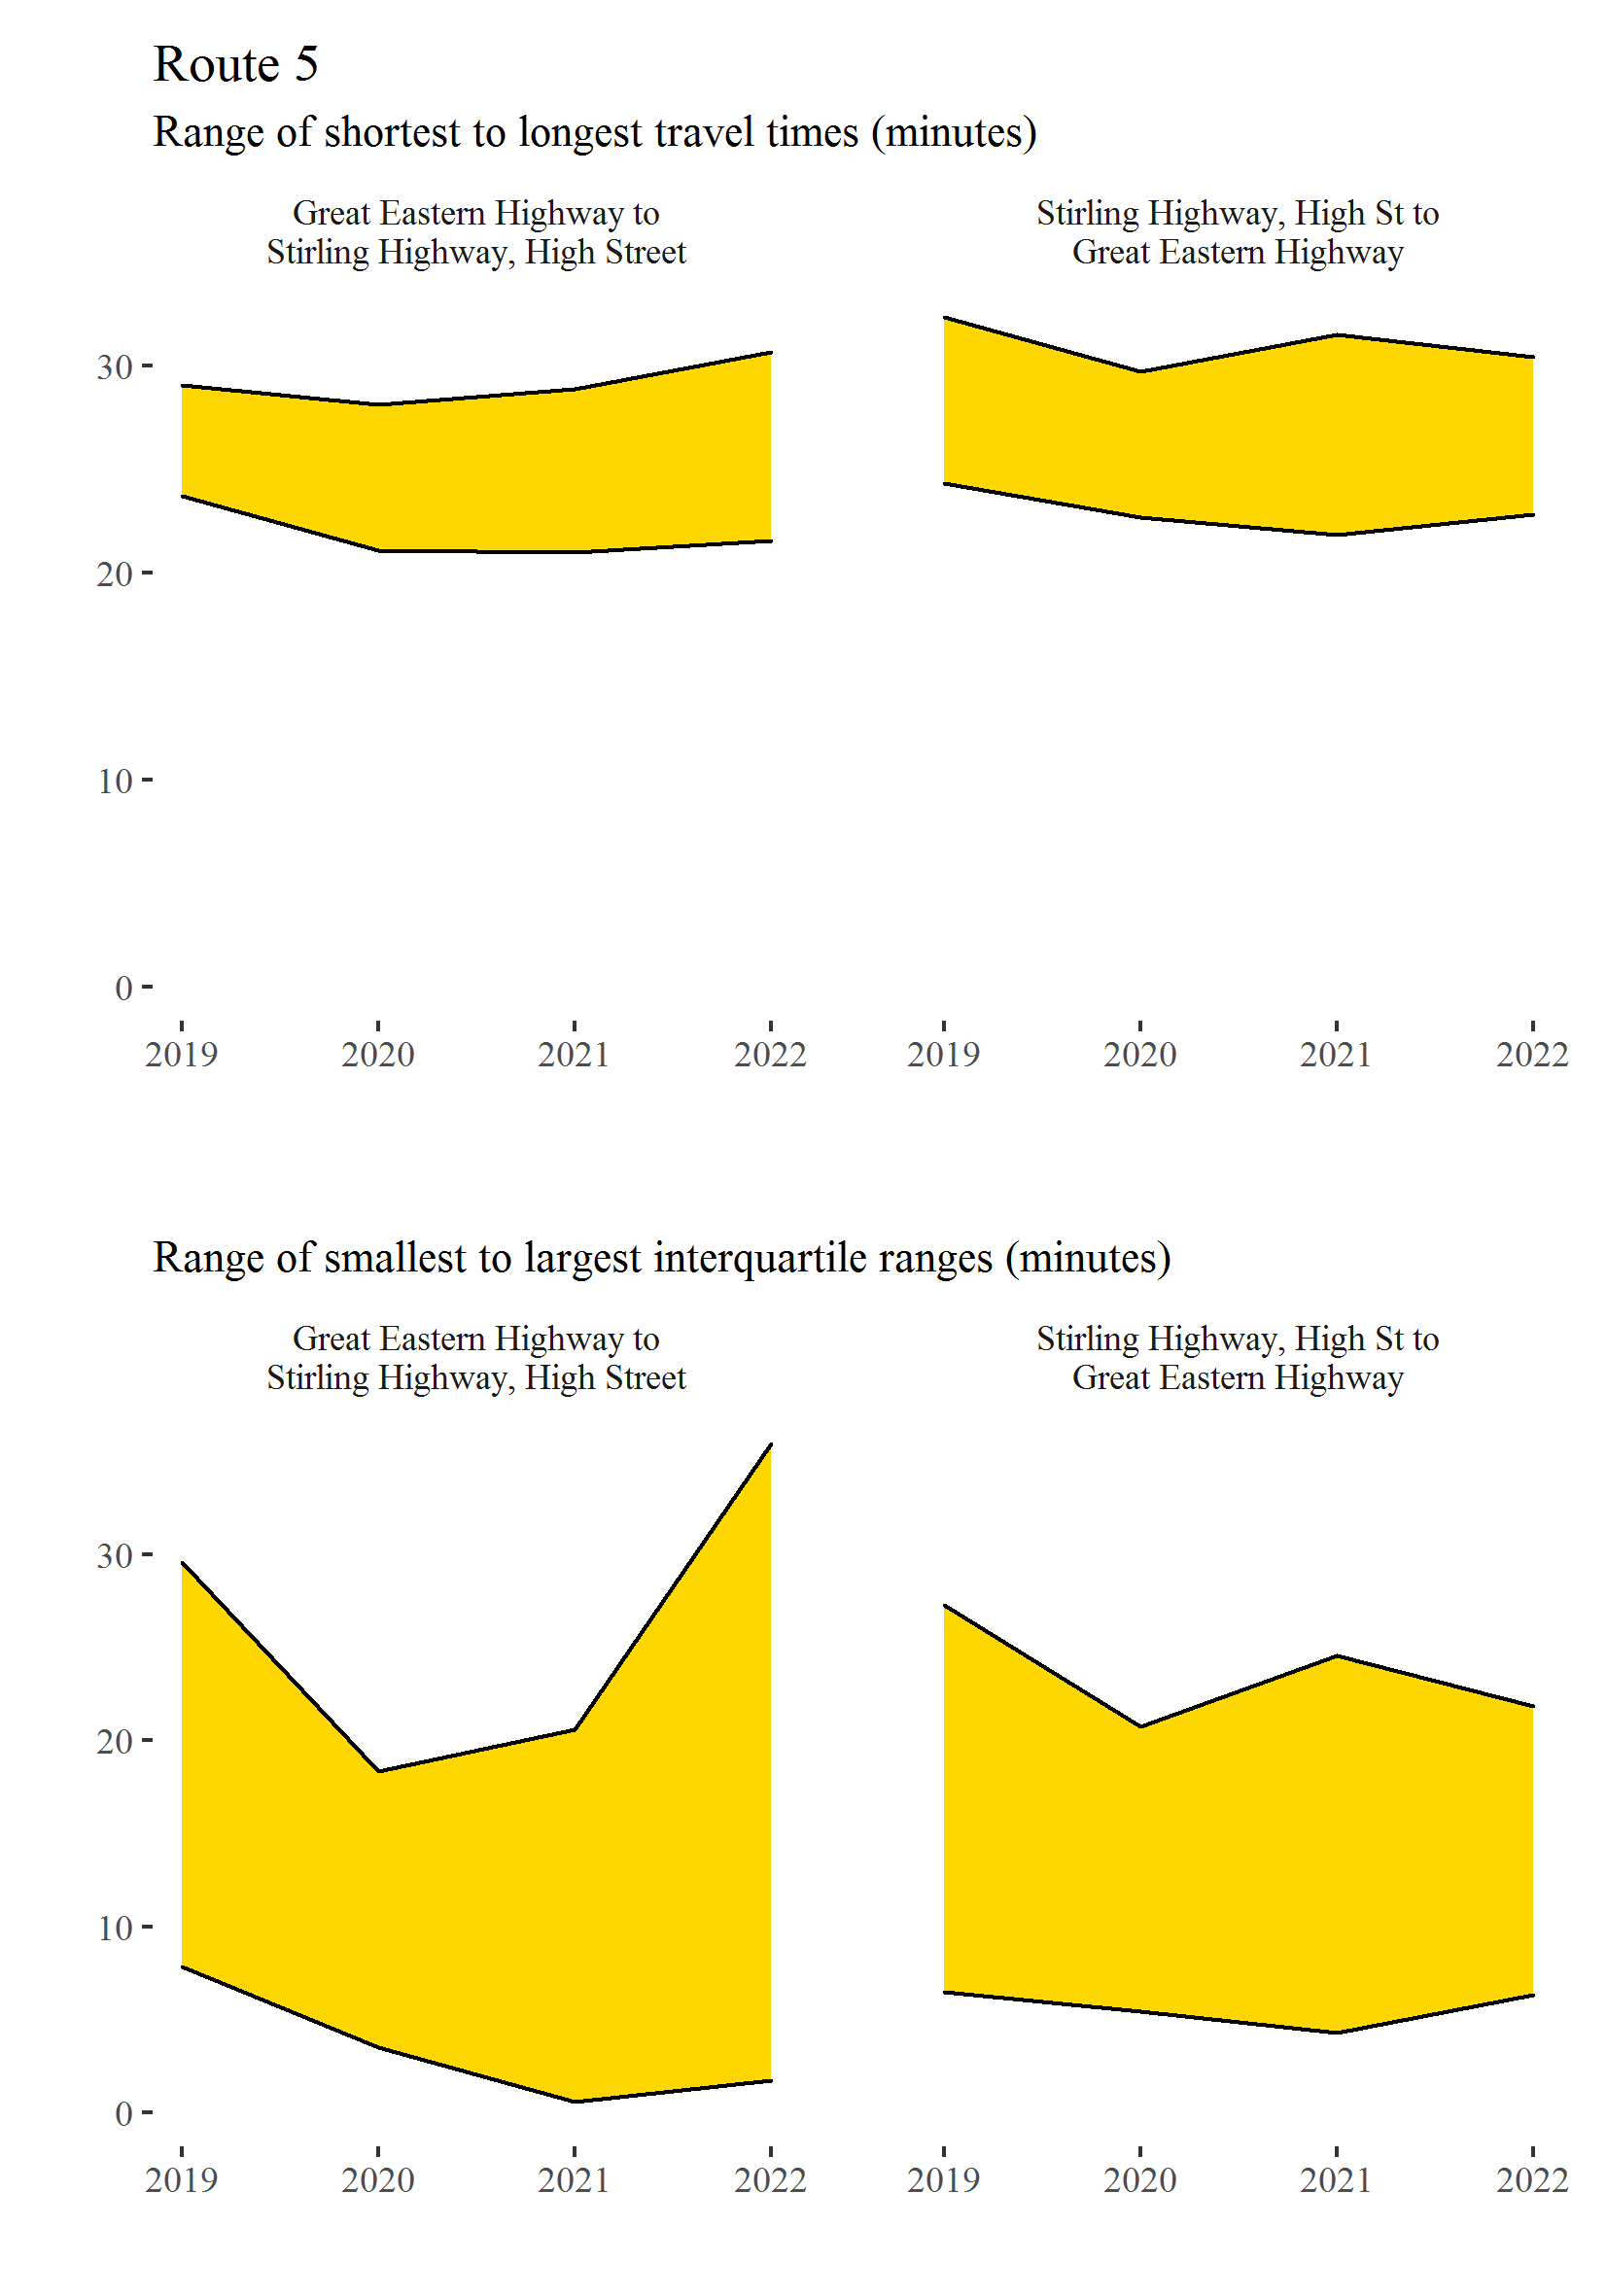 Route 5
Range of shortest to longest travel times (minutes)
Great Eastern Highway to
Stirling Highway, High Street
Stirling Highway, High St to
Great Eastern Highway
30
20
10
0
2019 2020 2021 2022 2019 2020 2021 2022
Range of smallest to largest interquartile ranges (minutes)
Great Eastern Highway to
Stirling Highway, High Street
Stirling Highway, High St to
Great Eastern Highway
30
20
10
0
2019 2020 2021 2022 2019 2020 2021 2022